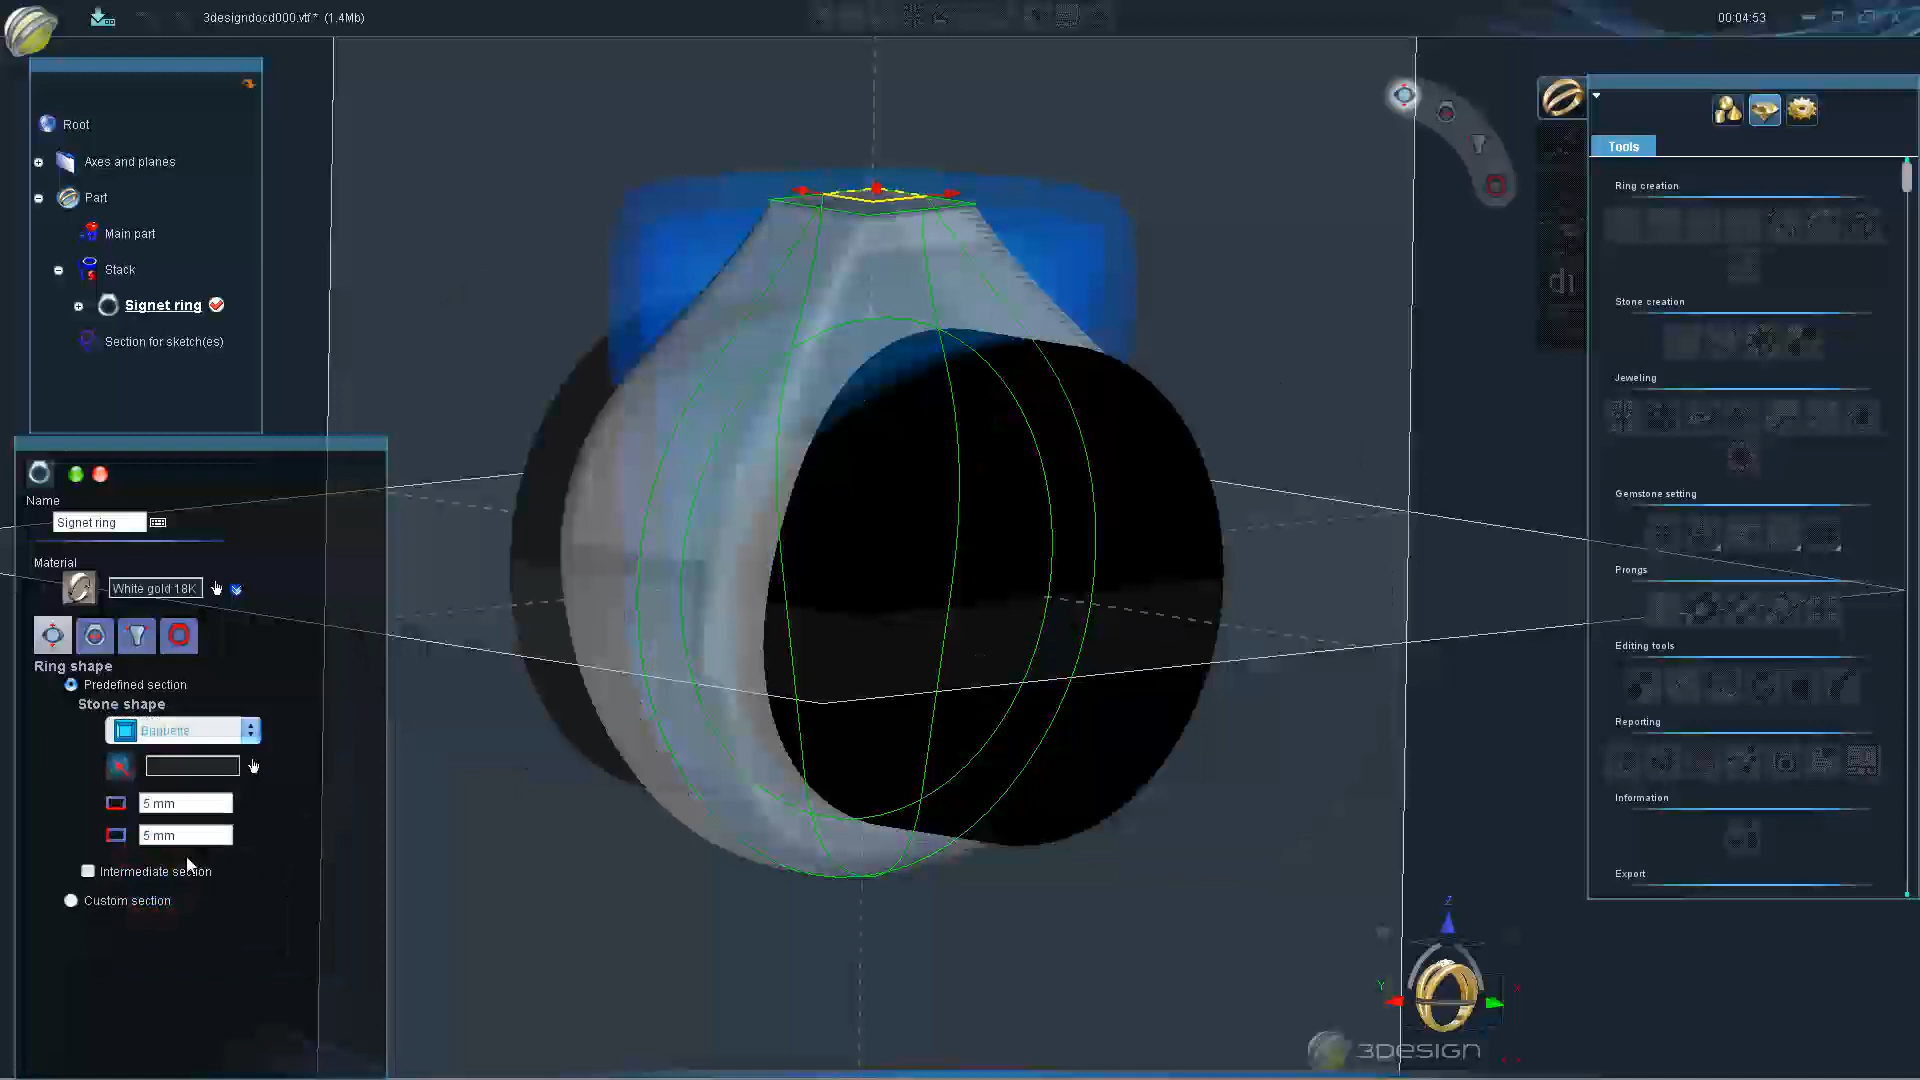 3designdocd000.vtf* (1.4Mb)
00:04:53
Root
Axes and planes
Part
Main part
Stack
Signet ring
Section for sketch(es)
Name
Signet ring
Material
White gold 18K
Ring shape
Predefined section
Stone shape
Baguette
5 mm
5 mm
Intermediate section
Custom section
Tools
Ring creation
Stone creation
Jeweling
Gemstone setting
Prongs
Editing tools
Reporting
Information
Export
Z
Y
X
3DESIGN